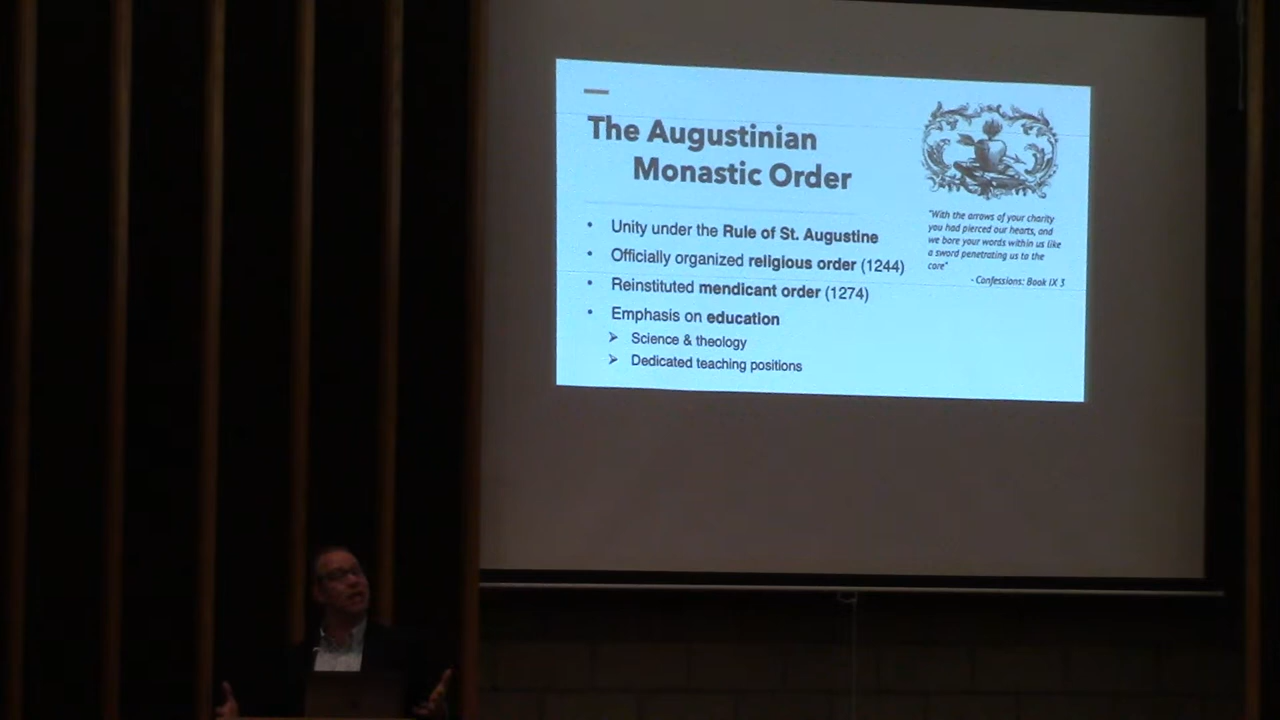 The Augustinian
Monastic Order
• Unity under the Rule of St. Augustine
• Officially organized religious order (1244)
• Reinstituted mendicant order (1274)
• Emphasis on education
➢ Science & theology
➢ Dedicated teaching positions
"With the arrows of your charity
you had pierced our hearts, and
we bore your words within us like
a sword penetrating us to the
core"
- Confessions: Book IX 3